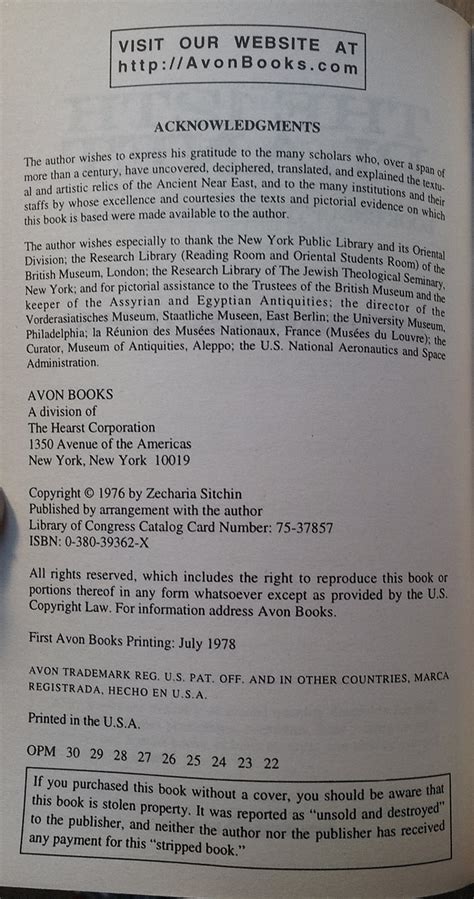 VISIT OUR WEBSITE AT
http://AvonBooks.com
ACKNOWLEDGMENTS
The author wishes to express his gratitude to the many scholars who, over a span of
more than a century, have uncovered, deciphered, translated, and explained the textu-
al and artistic relics of the Ancient Near East, and to the many institutions and their
staffs by whose excellence and courtesies the texts and pictorial evidence on which
this book is based were made available to the author.
The author wishes especially to thank the New York Public Library and its Oriental
Division; the Research Library (Reading Room and Oriental Students Room) of the
British Museum, London; the Research Library of The Jewish Theological Seminary,
New York; and for pictorial assistance to the Trustees of the British Museum and the
keeper of the Assyrian and Egyptian Antiquities; the director of the
Vorderasiatisches Museum, Staatliche Museen, East Berlin; the University Museum,
Philadelphia; la Réunion des Musées Nationaux, France (Musées du Louvre); the
Curator, Museum of Antiquities, Aleppo; the U.S. National Aeronautics and Space
Administration.
AVON BOOKS
A division of
The Hearst Corporation
1350 Avenue of the Americas
New York, New York 10019
Copyright © 1976 by Zecharia Sitchin
Published by arrangement with the author
Library of Congress Catalog Card Number: 75-37857
ISBN: 0-380-39362-X
All rights reserved, which includes the right to reproduce this book or
portions thereof in any form whatsoever except as provided by the U.S.
Copyright Law. For information address Avon Books.
First Avon Books Printing: July 1978
AVON TRADEMARK REG. U.S. PAT. OFF. AND IN OTHER COUNTRIES, MARCA
REGISTRADA, HECHO EN U.S.A.
Printed in the U.S.A.
OPM 30 29 28 27 26 25 24 23 22
If you purchased this book without a cover, you should be aware that
this book is stolen property. It was reported as "unsold and destroyed"
to the publisher, and neither the author nor the publisher has received
any payment for this "stripped book."